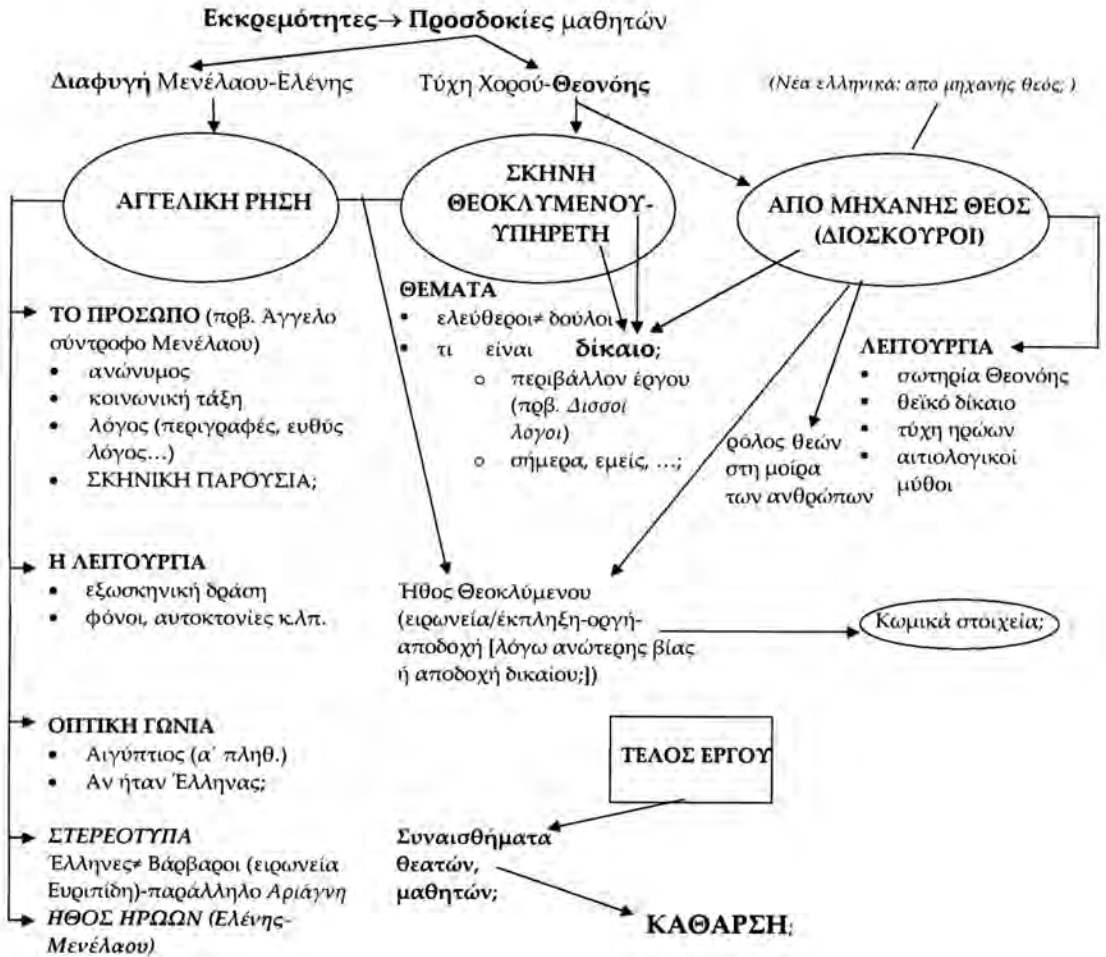 Εκκρεμότητες→ Προσδοκίες μαθητών
Διαφυγή Μενέλαου-Ελένης
Τύχη Χορού-Θεονόης
(Νέα ελληνικά: απο μηχανής θεός; )
ΑΓΓΕΛΙΚΗ ΡΗΣΗ
ΣΚΗΝΗ
ΘΕΟΚΛΥΜΕΝΟΥ-
ΥΠΗΡΕΤΗ
ΑΠΟ ΜΗΧΑΝΗΣ ΘΕΟΣ
(ΔΙΟΣΚΟΥΡΟΙ)
ΤΟ ΠΡΟΣΩΠΟ (πρβ. Άγγελο
σύντροφο Μενέλαου)
• ανώνυμος
• κοινωνική τάξη
• λόγος (περιγραφές, ευθύς
λόγος…)
• ΣΚΗΝΙΚΗ ΠΑΡΟΥΣΙΑ;
Η ΛΕΙΤΟΥΡΓΙΑ
• εξωσκηνική δράση
• φόνοι, αυτοκτονίες κ.λπ.
ΟΠΤΙΚΗ ΓΩΝΙΑ
• Αιγύπτιος (α΄ πληθ.)
• Αν ήταν Έλληνας;
ΣΤΕΡΕΟΤΥΠΑ
Έλληνες≠ Βάρβαροι (ειρωνεία
Ευριπίδη)-παράλληλο Αριάγνη
ΗΘΟΣ ΗΡΩΩΝ (Ελένης-
Μενέλαου)
ΘΕΜΑΤΑ
• ελεύθεροι≠ δούλοι
• τι είναι δίκαιο;
○ περιβάλλον έργου
(πρβ. Δισσοί
λόγοι)
○ σήμερα, εμείς, …;
ρόλος θεών
στη μοίρα
των ανθρώπων
ΛΕΙΤΟΥΡΓΙΑ
• σωτηρία Θεονόης
• θεϊκό δίκαιο
• τύχη ηρώων
• αιτιολογικοί
μύθοι
Ήθος Θεοκλύμενου
(ειρωνεία/έκπληξη-οργή-
αποδοχή [λόγω ανώτερης βίας
ή αποδοχή δικαίου;])
Κωμικά στοιχεία;
ΤΕΛΟΣ ΕΡΓΟΥ
Συναισθήματα
θεατών,
μαθητών;
ΚΑΘΑΡΣΗ;